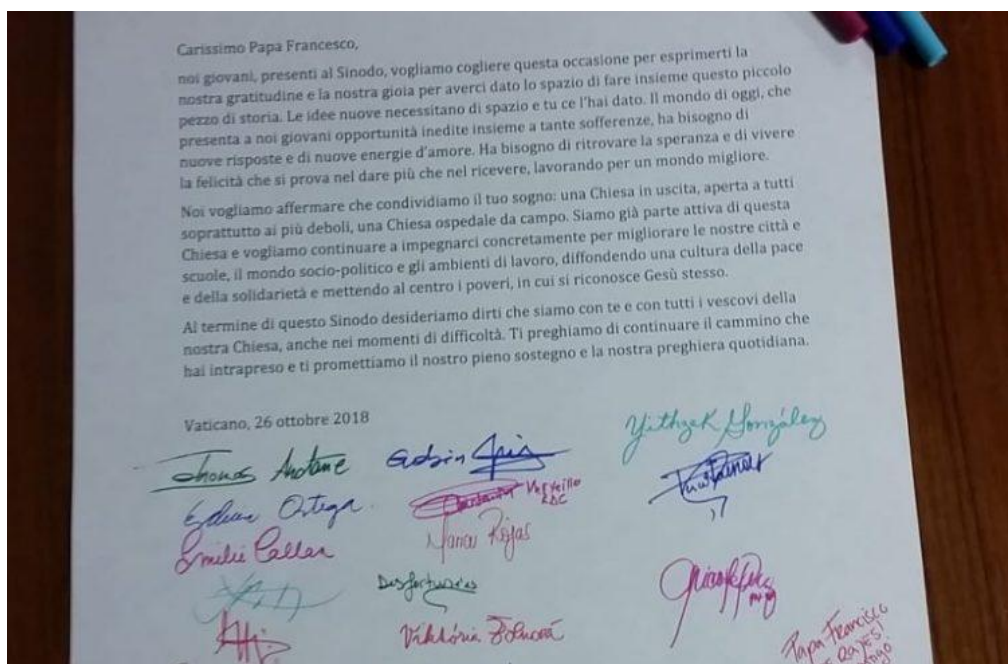 Carissimo Papa Francesco,
noi giovani, presenti al Sinodo, vogliamo cogliere questa occasione per esprimerti la
nostra gratitudine e la nostra gioia per averci dato lo spazio di fare insieme questo piccolo
pezzo di storia. Le idee nuove necessitano di spazio e tu ce l'hai dato. Il mondo di oggi, che
presenta a noi giovani opportunità inedite insieme a tante sofferenze, ha bisogno di
nuove risposte e di nuove energie d'amore. Ha bisogno di ritrovare la speranza e di vivere
la felicità che si prova nel dare più che nel ricevere, lavorando per un mondo migliore.
Noi vogliamo affermare che condividiamo il tuo sogno: una Chiesa in uscita, aperta a tutti
soprattutto ai più deboli, una Chiesa ospedale da campo. Siamo già parte attiva di questa
Chiesa e vogliamo continuare a impegnarci concretamente per migliorare le nostre città e
scuole, il mondo socio-politico e gli ambienti di lavoro, diffondendo una cultura della pace
e della solidarietà e mettendo al centro i poveri, in cui si riconosce Gesù stesso.
Al termine di questo Sinodo desideriamo dirti che siamo con te e con tutti i vescovi della
nostra Chiesa, anche nei momenti di difficoltà. Ti preghiamo di continuare il cammino che
hai intrapreso e ti promettiamo il nostro pieno sostegno e la nostra preghiera quotidiana.
Vaticano, 26 ottobre 2018
Yithzak González
Thomas Andone
Ortega
Emilie Callan
Rojas
Viktória
Papa Francisco